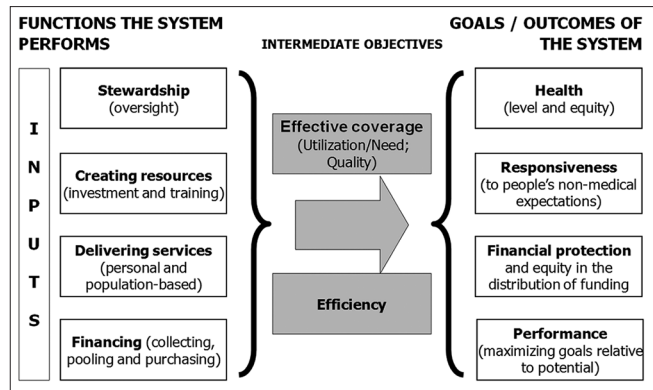 FUNCTIONS THE SYSTEM
PERFORMS
INTERMEDIATE OBJECTIVES
GOALS / OUTCOMES OF
THE SYSTEM
I
N
P
U
T
S
Stewardship
(oversight)
Creating resources
(investment and training)
Delivering services
(personal and
population-based)
Financing (collecting,
pooling and purchasing)
Effective coverage
(Utilization/Need;
Quality)
Efficiency
Health
(level and equity)
Responsiveness
(to people's non-medical
expectations)
Financial protection
and equity in the
distribution of funding
Performance
(maximizing goals relative
to potential)